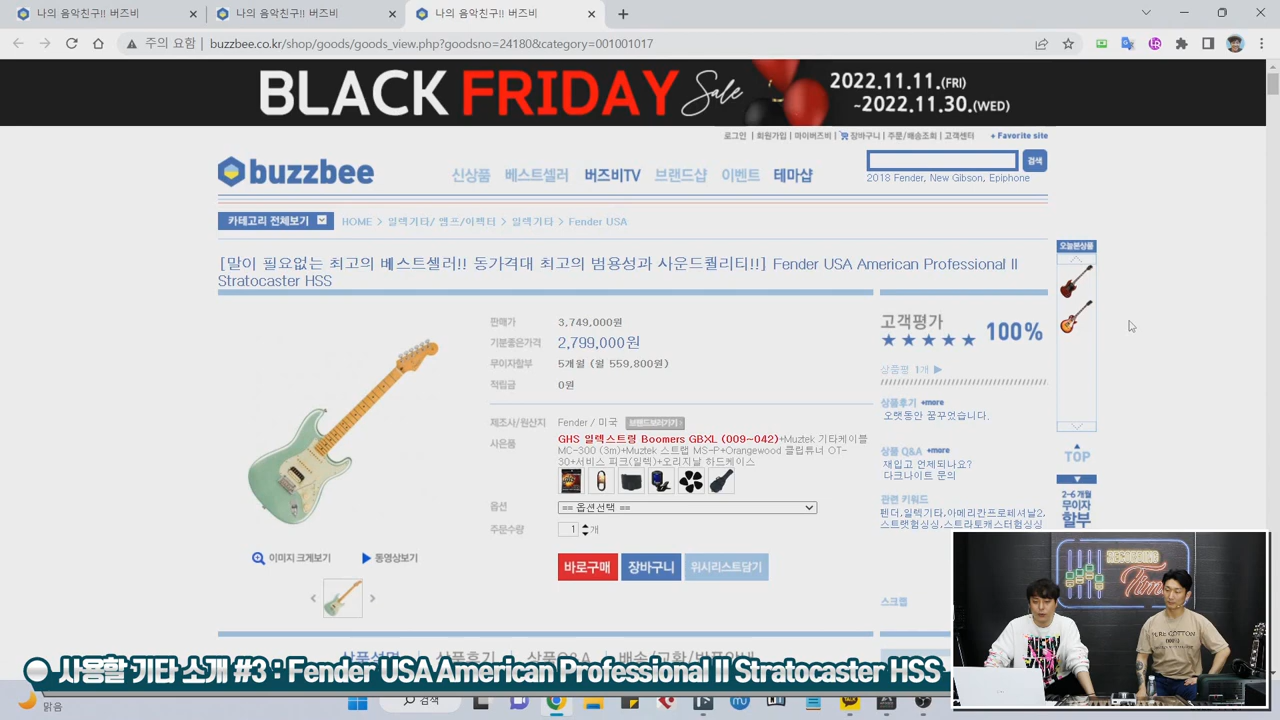 나의 음악친구!! 버즈비
나의 음악친구!! 버즈비
나의 음악친구!! 버즈비
주의 요함 | buzzbee.co.kr/shop/goods/goods_view.php?goodsno=24180&category=001001017
BLACK FRIDAY Sale
2022.11.11.(FRI)
~2022.11.30.(WED)
로그인 | 회원가입 | 마이버즈비 | 장바구니 | 주문/배송조회 | 고객센터 + Favorite site
buzzbee
신상품 베스트셀러 버즈비TV 브랜드샵 이벤트 테마샵
검색
2018 Fender, New Gibson, Epiphone
카테고리 전체보기
HOME > 일렉기타/ 앰프/이펙터 > 일렉기타 > Fender USA
오늘본상품
[말이 필요없는 최고의 베스트셀러!! 동가격대 최고의 범용성과 사운드퀄리티!!] Fender USA American Professional II
Stratocaster HSS
판매가 3,749,000원
기분좋은가격 2,799,000원
무이자할부 5개월 (월 559,800원)
적립금 0원
제조사/원산지 Fender / 미국 브랜드보러가기
사은품 GHS 일렉스트링 Boomers GBXL (009~042)+Muztek 기타케이블
MC-300 (3m)+Muztek 스트랩 MS-P+Orangewood 클립튜너 OT-
30+서비스 피크(일렉)+오리지날 하드케이스
옵션 == 옵션선택 ==
주문수량 1 개
바로구매 장바구니 위시리스트담기
이미지 크게보기 동영상보기
고객평가
★★★★★ 100%
상품평 1개 ▶
상품후기 +more
오랫동안 꿈꾸었습니다.
상품 Q&A +more
재입고 언제되나요?
다크나이트 문의
관련 키워드
펜더,일렉기타,아메리칸프로페셔날2,
스트랫험싱싱,스트라토캐스터험싱싱
스크랩
TOP
2~6 개월
무이자
할부
RECORDING
Time
PURE COTTON
사용할 기타 소개 #3 : Fender USA American Professional II Stratocaster HSS
맑음
검색